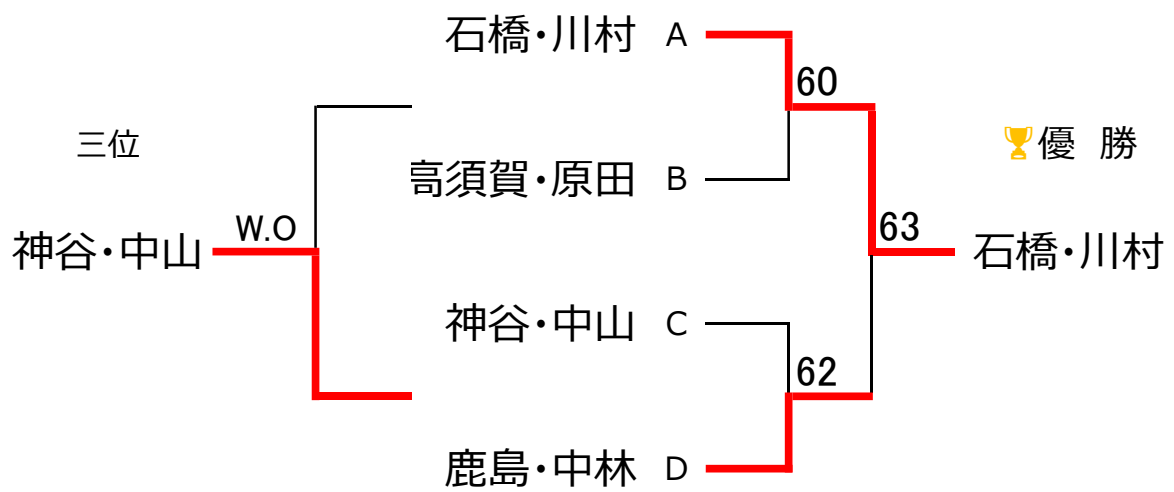 石橋・川村 A
60
三位
優 勝
高須賀・原田 B
W.O
63
神谷・中山
石橋・川村
神谷・中山 C
62
鹿島・中林 D